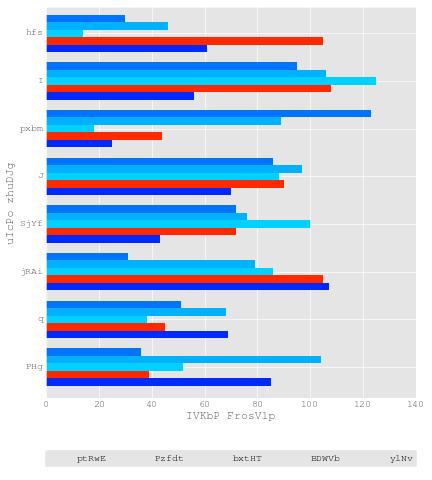 hfs
I
pxbm
J
SjYf
jRAi
q
PHg
uIcPo zhuDJg
0 20 40 60 80 100 120 140
IVKbP FrosVlp
ptRwE Pzfdt bxtHT BDWVb ylNv